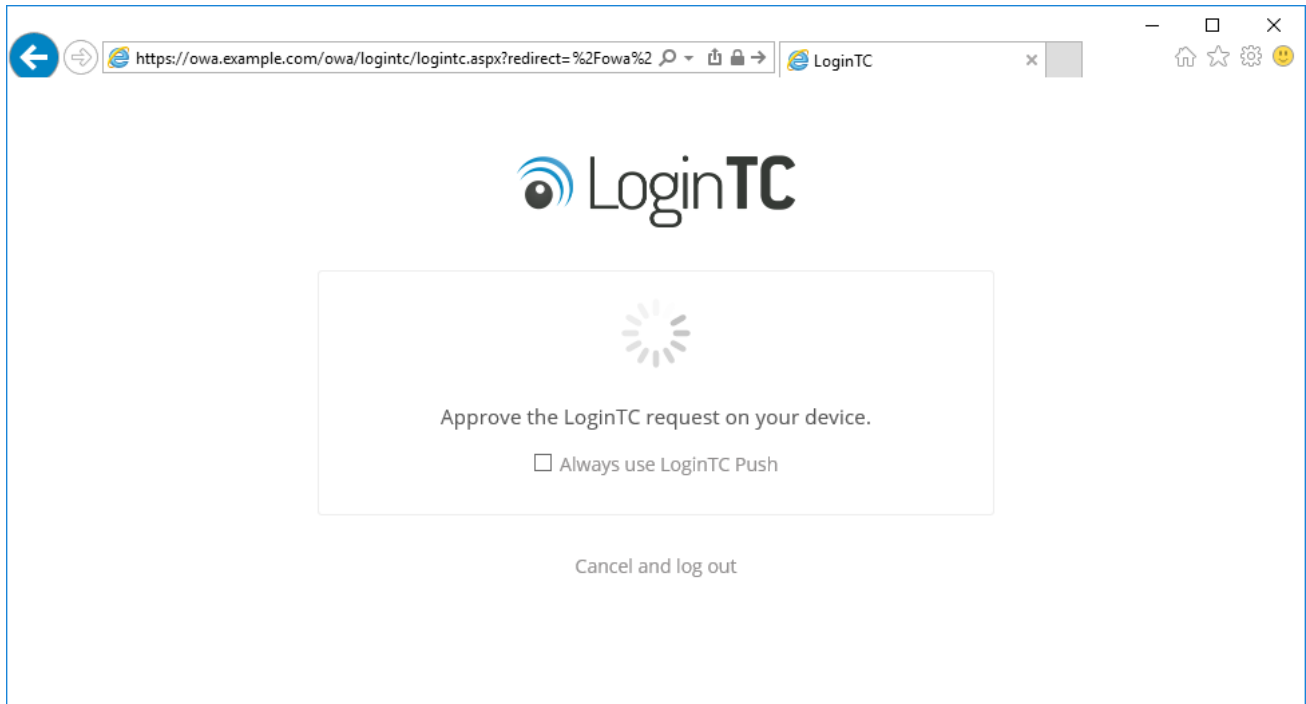 https://owa.example.com/owa/logintc/logintc.aspx?redirect=%2Fowa%2
LoginTC
LoginTC
Approve the LoginTC request on your device.
Always use LoginTC Push
Cancel and log out